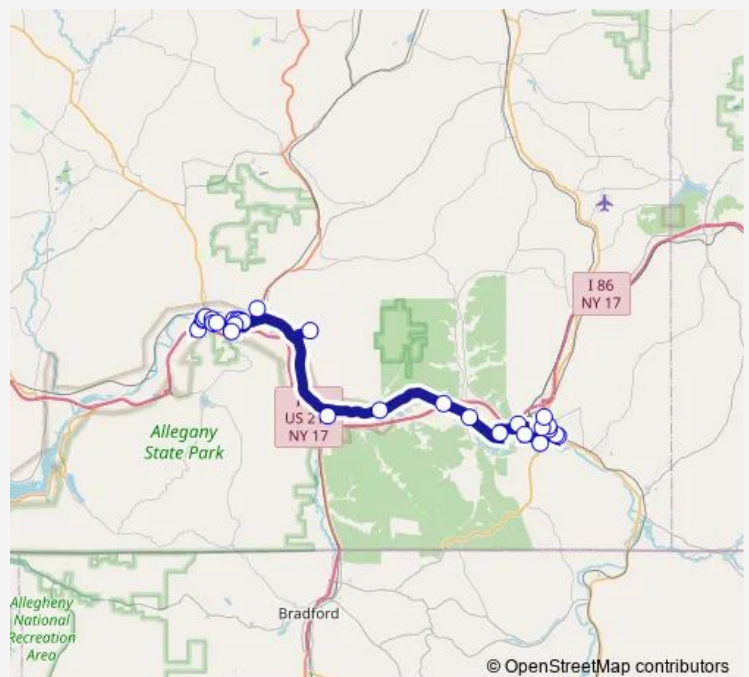 I 86
NY 17
Allegany
State Park
US 2
NY 17
Bradford
Allegheny
National
Recreation
Area
© OpenStreetMap contributors